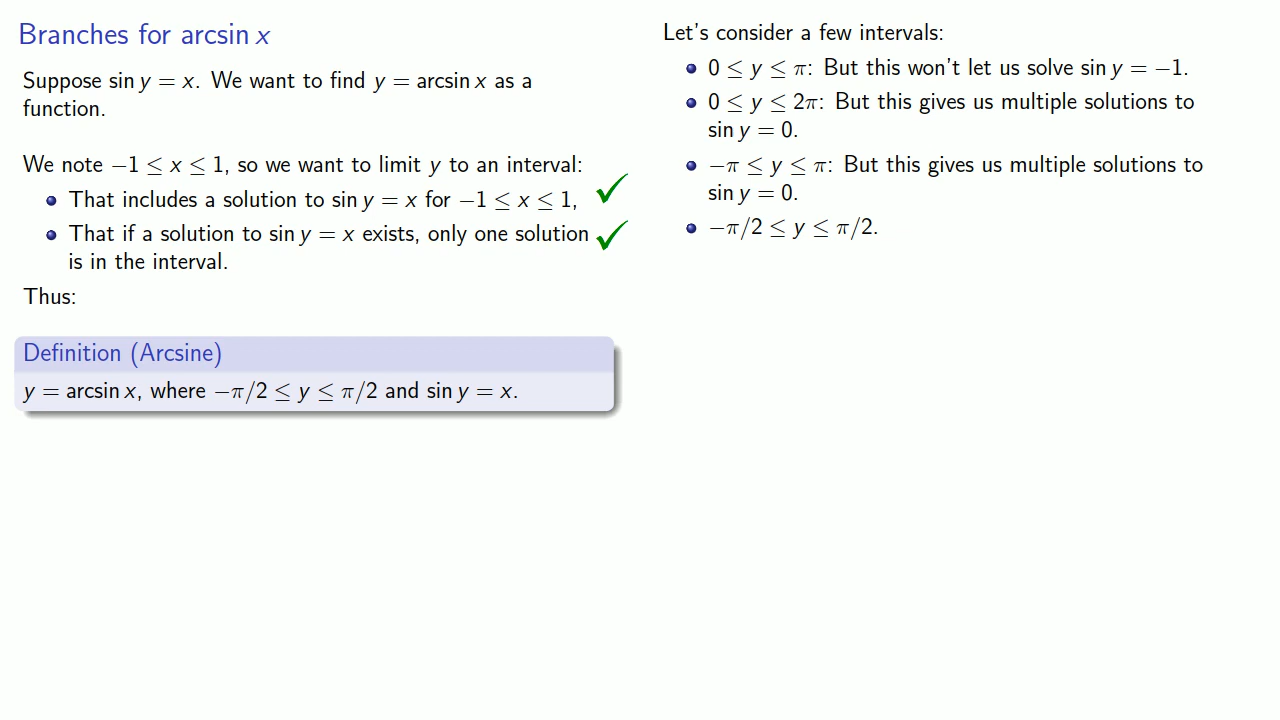 Branches for arcsin x
Suppose sin y = x. We want to find y = arcsin x as a
function.
We note −1 ≤ x ≤ 1, so we want to limit y to an interval:
That includes a solution to sin y = x for −1 ≤ x ≤ 1,
That if a solution to sin y = x exists, only one solution
is in the interval.
Thus:
Definition (Arcsine)
y = arcsin x, where −π/2 ≤ y ≤ π/2 and sin y = x.
Let's consider a few intervals:
0 ≤ y ≤ π: But this won't let us solve sin y = −1.
0 ≤ y ≤ 2π: But this gives us multiple solutions to
sin y = 0.
−π ≤ y ≤ π: But this gives us multiple solutions to
sin y = 0.
−π/2 ≤ y ≤ π/2.